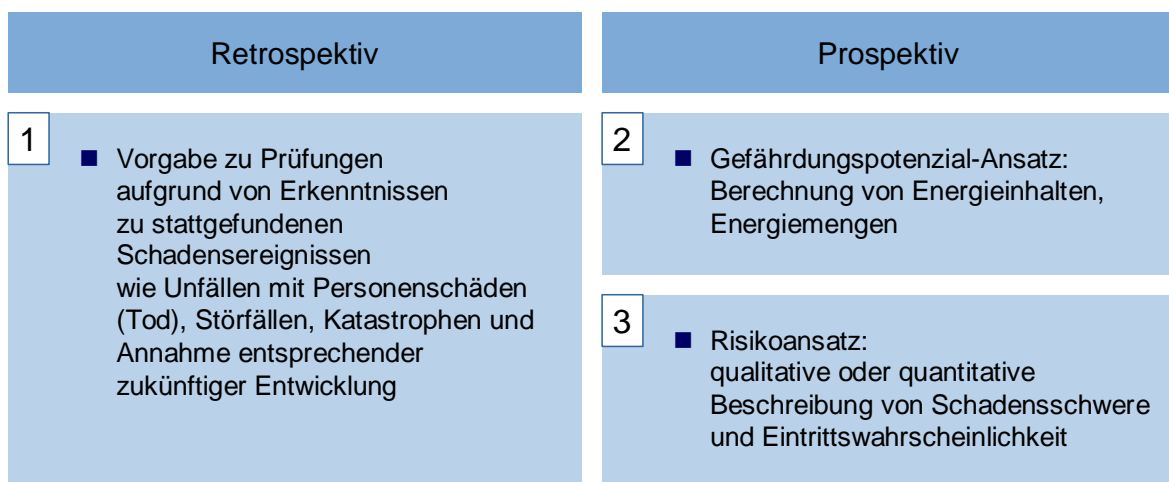 Retrospektiv
Prospektiv
1
■ Vorgabe zu Prüfungen
aufgrund von Erkenntnissen
zu stattgefundenen
Schadensereignissen
wie Unfällen mit Personenschäden
(Tod), Störfällen, Katastrophen und
Annahme entsprechender
zukünftiger Entwicklung
2
■ Gefährdungspotenzial-Ansatz:
Berechnung von Energieinhalten,
Energiemengen
3
■ Risikoansatz:
qualitative oder quantitative
Beschreibung von Schadensschwere
und Eintrittswahrscheinlichkeit